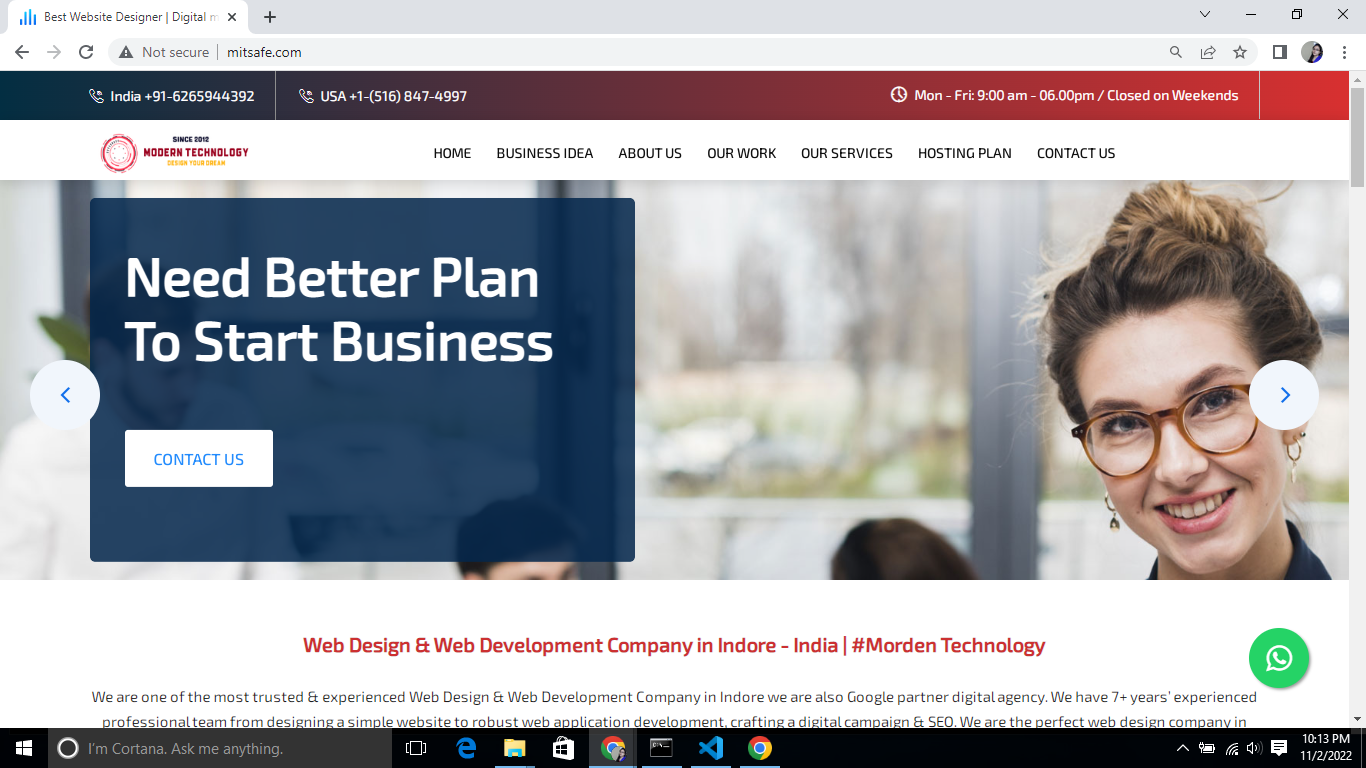 Best Website Designer | Digital m
Not secure
mitsafe.com
India +91-6265944392
USA +1-(516) 847-4997
Mon - Fri: 9:00 am - 06.00pm / Closed on Weekends
SINCE 2012
MODERN TECHNOLOGY
DESIGN YOUR DREAM
HOME
BUSINESS IDEA
ABOUT US
OUR WORK
OUR SERVICES
HOSTING PLAN
CONTACT US
Need Better Plan
To Start Business
CONTACT US
Web Design & Web Development Company in Indore - India | #Morden Technology
We are one of the most trusted & experienced Web Design & Web Development Company in Indore we are also Google partner digital agency. We have 7+ years’ experienced
professional team from designing a simple website to robust web application development, crafting a digital campaign & SEO. We are the perfect web design company in
I'm Cortana. Ask me anything.
10:13 PM
11/2/2022